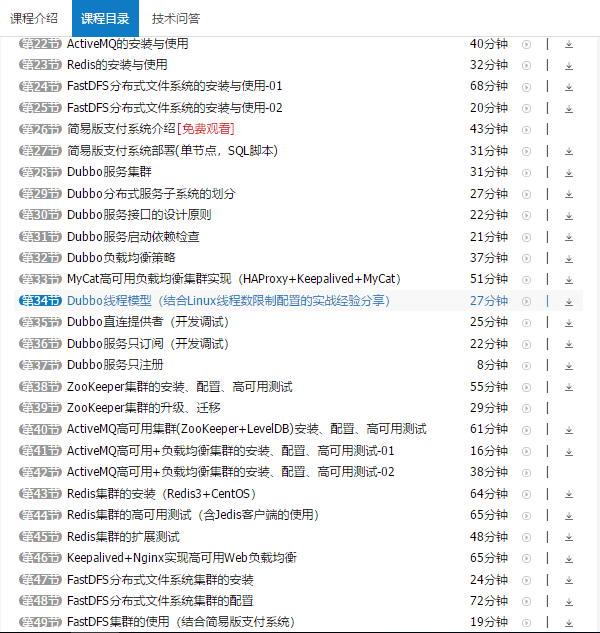 课程介绍 课程目录 技术问答
第22节 ActiveMQ的安装与使用 40分钟 |
第23节 Redis的安装与使用 32分钟 |
第24节 FastDFS分布式文件系统的安装与使用-01 68分钟 |
第25节 FastDFS分布式文件系统的安装与使用-02 20分钟 |
第26节 简易版支付系统介绍 [免费观看] 43分钟 |
第27节 简易版支付系统部署(单节点，SQL脚本) 31分钟 |
第28节 Dubbo服务集群 31分钟 |
第29节 Dubbo分布式服务子系统的划分 27分钟 |
第30节 Dubbo服务接口的设计原则 22分钟 |
第31节 Dubbo服务启动依赖检查 21分钟 |
第32节 Dubbo负载均衡策略 37分钟 |
第33节 MyCat高可用负载均衡集群实现（HAProxy+Keepalived+MyCat） 51分钟 |
第34节 Dubbo线程模型（结合Linux线程数限制配置的实战经验分享） 27分钟 |
第35节 Dubbo直连提供者（开发调试） 25分钟 |
第36节 Dubbo服务只订阅（开发调试） 22分钟 |
第37节 Dubbo服务只注册 8分钟 |
第38节 ZooKeeper集群的安装、配置、高可用测试 55分钟 |
第39节 ZooKeeper集群的升级、迁移 29分钟 |
第40节 ActiveMQ高可用集群(ZooKeeper+LevelDB)安装、配置、高可用测试 61分钟 |
第41节 ActiveMQ高可用+负载均衡集群的安装、配置、高可用测试-01 16分钟 |
第42节 ActiveMQ高可用+负载均衡集群的安装、配置、高可用测试-02 38分钟 |
第43节 Redis集群的安装（Redis3+CentOS） 64分钟 |
第44节 Redis集群的高可用测试（含Jedis客户端的使用） 65分钟 |
第45节 Redis集群的扩展测试 48分钟 |
第46节 Keepalived+Nginx实现高可用Web负载均衡 65分钟 |
第47节 FastDFS分布式文件系统集群的安装 24分钟 |
第48节 FastDFS分布式文件系统集群的配置 72分钟 |
第49节 FastDFS集群的使用（结合简易版支付系统） 19分钟 |